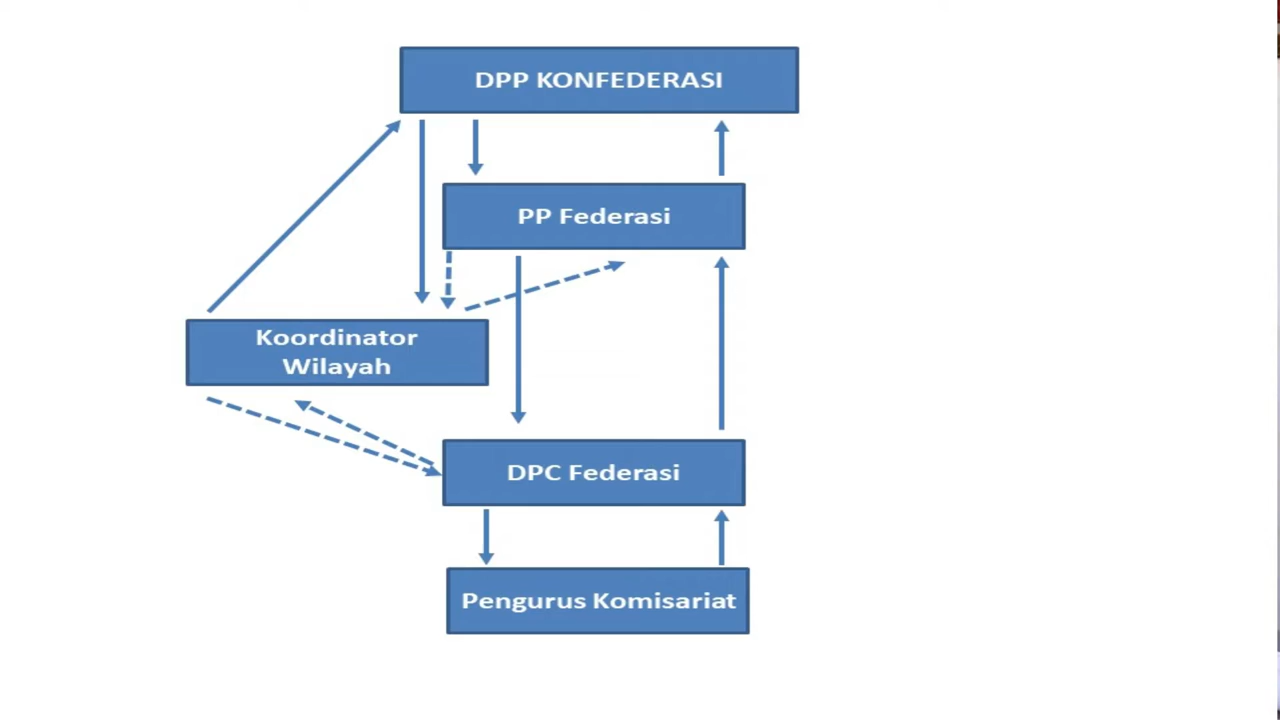 DPP KONFEDERASI
PP Federasi
Koordinator
Wilayah
DPC Federasi
Pengurus Komisariat